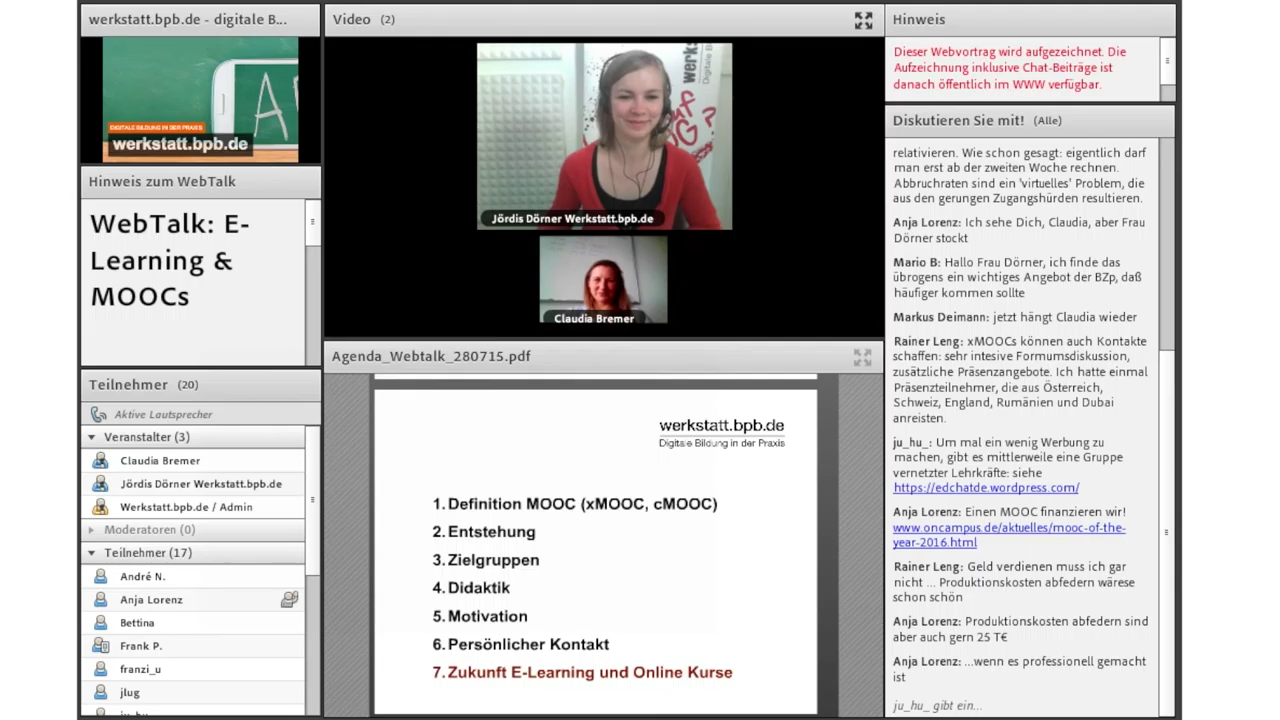 werkstatt.bpb.de - digitale B...
A
DIGITALE BILDUNG IN DER PRAXIS
werkstatt.bpb.de
Hinweis zum WebTalk
WebTalk: E-
Learning &
MOOCs
Teilnehmer (20)
Aktive Lautsprecher
Veranstalter (3)
Claudia Bremer
Jördis Dörner Werkstatt.bpb.de
Werkstatt.bpb.de / Admin
Moderatoren (0)
Teilnehmer (17)
André N.
Anja Lorenz
Bettina
Frank P.
franzi_u
jlug
Video (2)
werks
Digitale Bi
Jördis Dörner Werkstatt.bpb.de
Claudia Bremer
Agenda_Webtalk_280715.pdf
werkstatt.bpb.de
Digitale Bildung in der Praxis
1. Definition MOOC (xMOOC, cMOOC)
2. Entstehung
3. Zielgruppen
4. Didaktik
5. Motivation
6. Persönlicher Kontakt
7. Zukunft E-Learning und Online Kurse
Hinweis
Dieser Webvortrag wird aufgezeichnet. Die
Aufzeichnung inklusive Chat-Beiträge ist
danach öffentlich im WWW verfügbar.
Diskutieren Sie mit! (Alle)
relativieren. Wie schon gesagt: eigentlich darf
man erst ab der zweiten Woche rechnen.
Abbruchraten sind ein 'virtuelles' Problem, die
aus den gerungen Zugangshürden resultieren.
Anja Lorenz: Ich sehe Dich, Claudia, aber Frau
Dörner stockt
Mario B: Hallo Frau Dörner, ich finde das
übrogens ein wichtiges Angebot der BZp, daß
häufiger kommen sollte
Markus Deimann: jetzt hängt Claudia wieder
Rainer Leng: xMOOCs können auch Kontakte
schaffen: sehr intesive Formumsdiskussion,
zusätzliche Präsenzangebote. Ich hatte einmal
Präsenzteilnehmer, die aus Österreich,
Schweiz, England, Rumänien und Dubai
anreisten.
ju_hu_: Um mal ein wenig Werbung zu
machen, gibt es mittlerweile eine Gruppe
vernetzter Lehrkräfte: siehe
https://edchatde.wordpress.com/
Anja Lorenz: Einen MOOC finanzieren wir!
www.oncampus.de/aktuelles/mooc-of-the-
year-2016.html
Rainer Leng: Geld verdienen muss ich gar
nicht ... Produktionskosten abfedern wärese
schon schön
Anja Lorenz: Produktionskosten abfedern sind
aber auch gern 25 T€
Anja Lorenz: ...wenn es professionell gemacht
ist
ju_hu_ gibt ein...